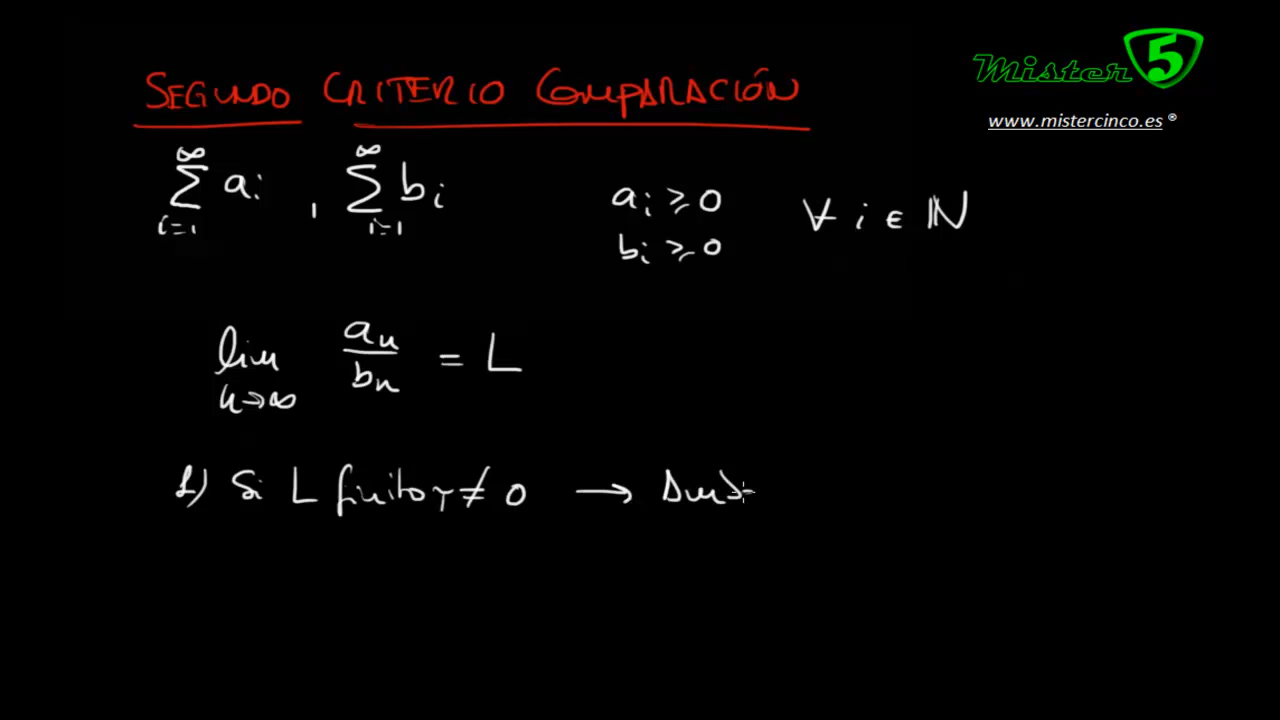 SEGUNDO CRITERIO COMPARACIÓN
Mister 5
www.mistercinco.es ®
∞ ∑ i=1 aᵢ , ∞ ∑ i=1 bᵢ
aᵢ ≥ 0
bᵢ ≥ 0
∀ i ∈ ℕ
lim n→∞ aₙ/bₙ = L
1) Si L finito y ≠ 0 →